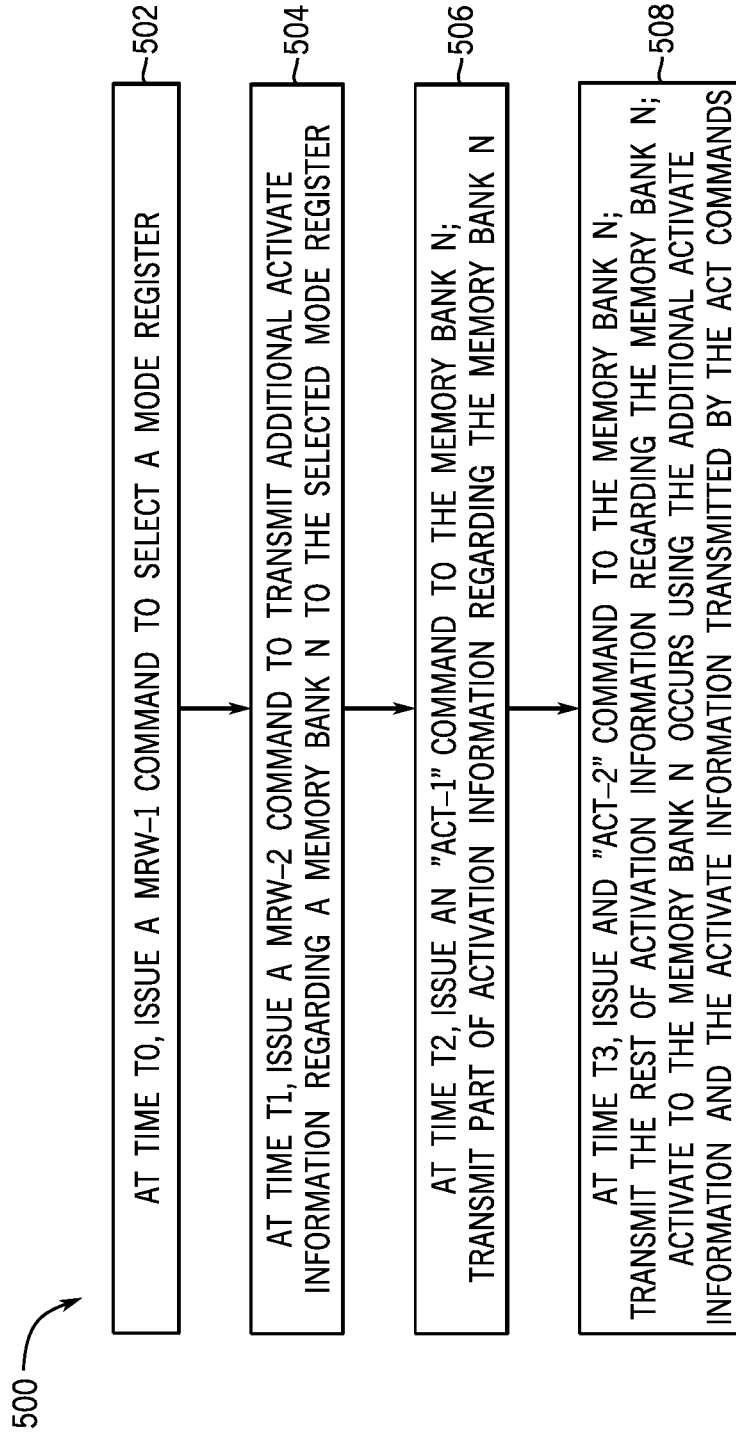 500
AT TIME T0, ISSUE A MRW-1 COMMAND TO SELECT A MODE REGISTER
502
AT TIME T1, ISSUE A MRW-2 COMMAND TO TRANSMIT ADDITIONAL ACTIVATE
INFORMATION REGARDING A MEMORY BANK N TO THE SELECTED MODE REGISTER
504
AT TIME T2, ISSUE AN "ACT-1" COMMAND TO THE MEMORY BANK N;
TRANSMIT PART OF ACTIVATION INFORMATION REGARDING THE MEMORY BANK N
506
AT TIME T3, ISSUE AND "ACT-2" COMMAND TO THE MEMORY BANK N;
TRANSMIT THE REST OF ACTIVATION INFORMATION REGARDING THE MEMORY BANK N;
ACTIVATE TO THE MEMORY BANK N OCCURS USING THE ADDITIONAL ACTIVATE
INFORMATION AND THE ACTIVATE INFORMATION TRANSMITTED BY THE ACT COMMANDS
508